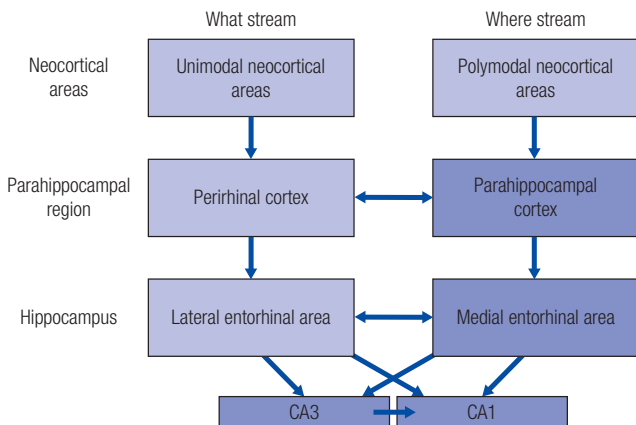 What stream
Where stream
Neocortical
areas
Unimodal neocortical
areas
Polymodal neocortical
areas
Parahippocampal
region
Perirhinal cortex
Parahippocampal
cortex
Hippocampus
Lateral entorhinal area
Medial entorhinal area
CA3
CA1